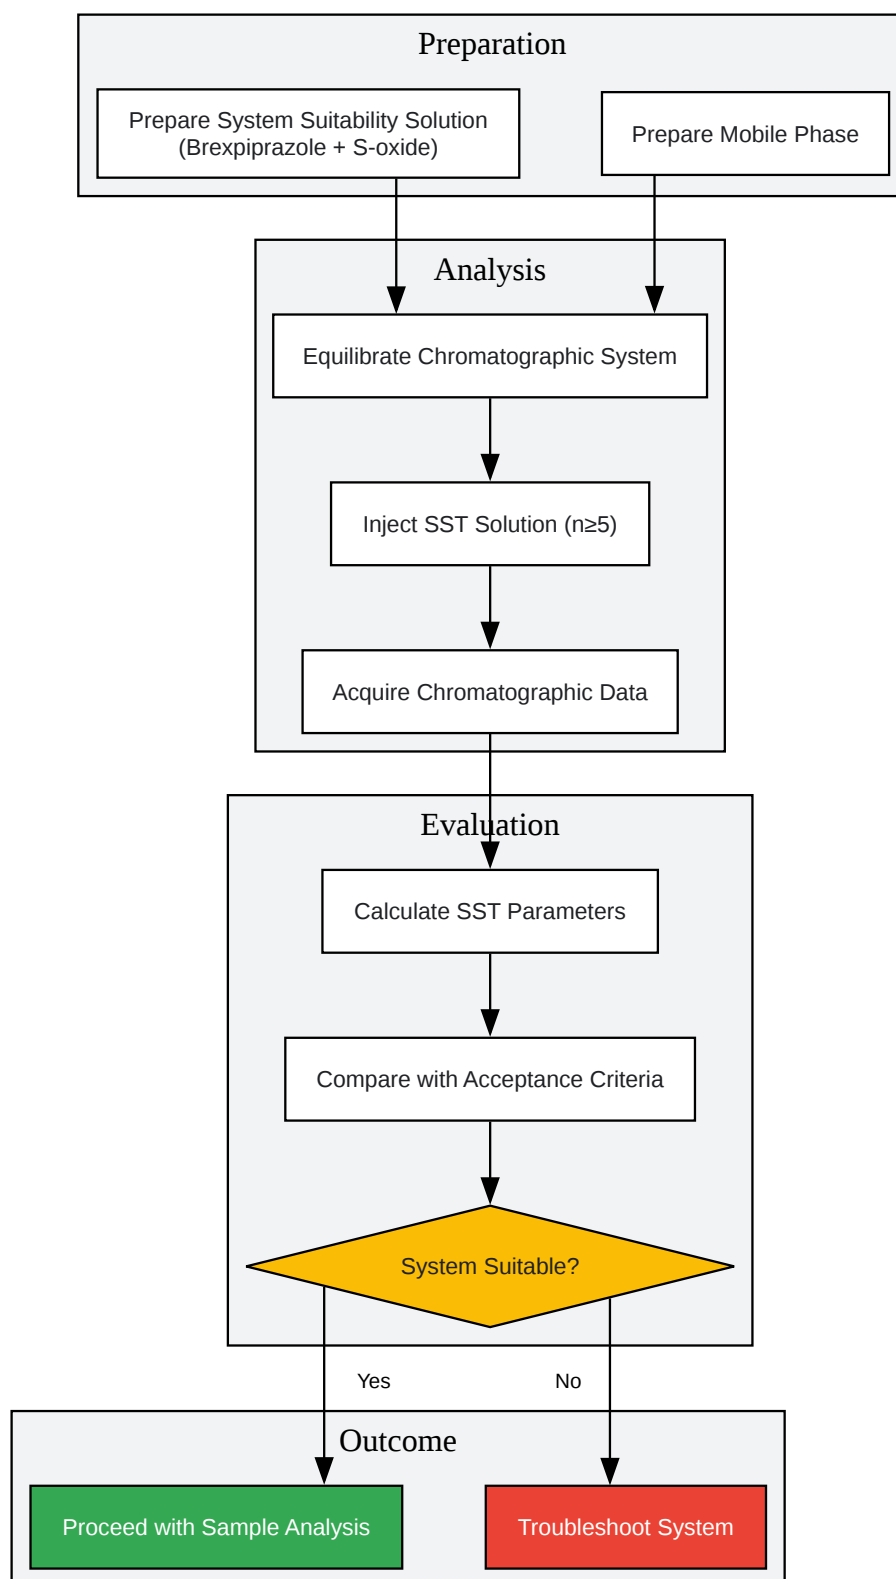 Preparation
Prepare System Suitability Solution
(Brexpiprazole + S-oxide)
Prepare Mobile Phase
Analysis
Equilibrate Chromatographic System
Inject SST Solution (n≥5)
Acquire Chromatographic Data
Evaluation
Calculate SST Parameters
Compare with Acceptance Criteria
System Suitable?
Yes
No
Outcome
Proceed with Sample Analysis
Troubleshoot System